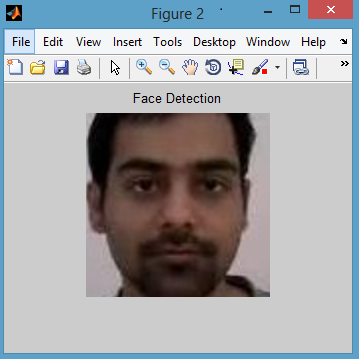 Figure 2
File Edit View Insert Tools Desktop Window Help
Face Detection